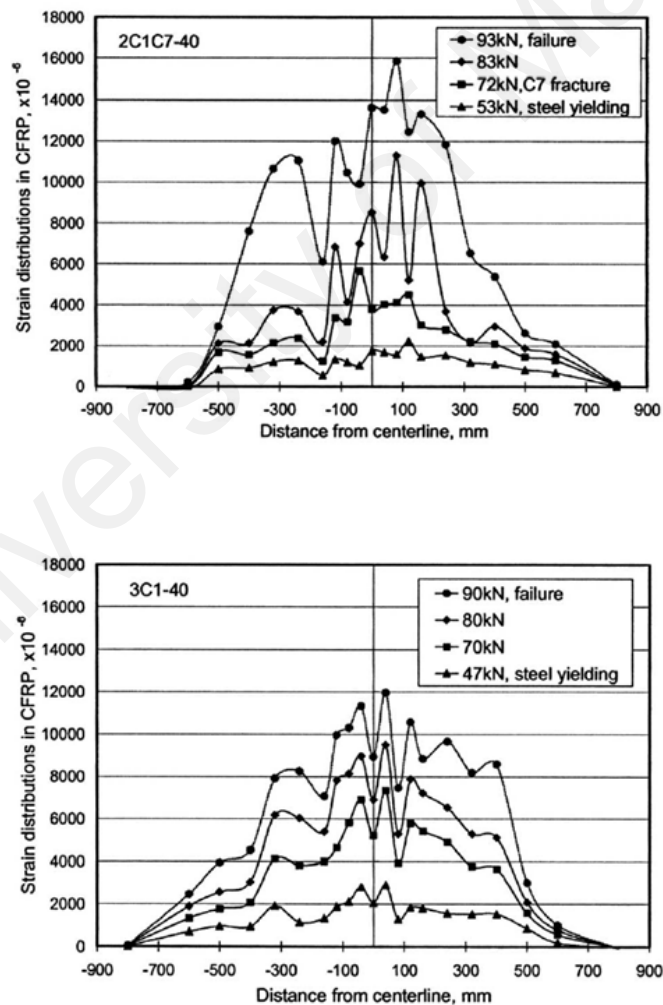 University of Ma
2C1C7-40
93kN, failure
83kN
72kN,C7 fracture
53kN, steel yielding
Strain distributions in CFRP, x10 -6
18000
16000
14000
12000
10000
8000
6000
4000
2000
0
-900 -700 -500 -300 -100 100 300 500 700 900
Distance from centerline, mm
3C1-40
90kN, failure
80kN
70kN
47kN, steel yielding
Strain distributions in CFRP, x10 -6
18000
16000
14000
12000
10000
8000
6000
4000
2000
0
-900 -700 -500 -300 -100 100 300 500 700 900
Distance from centerline, mm